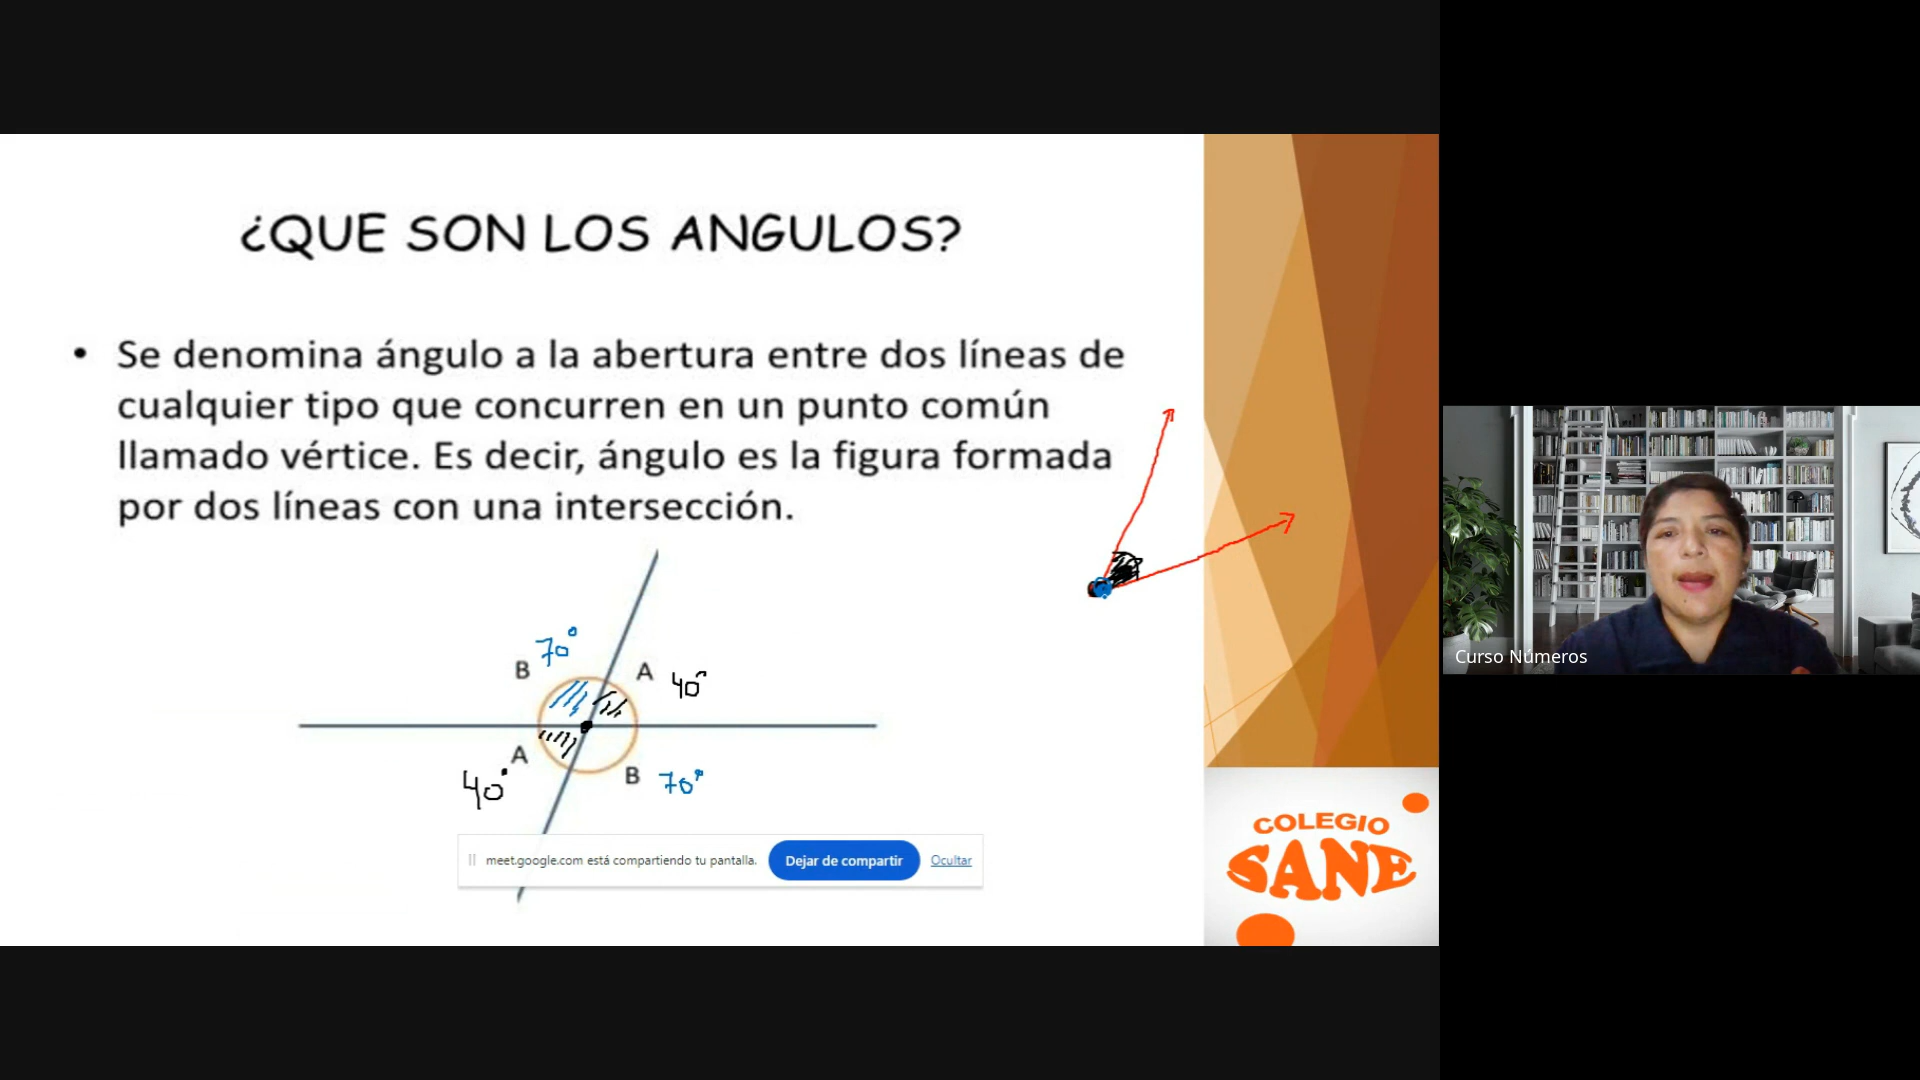 ¿QUE SON LOS ANGULOS?
• Se denomina ángulo a la abertura entre dos líneas de
cualquier tipo que concurren en un punto común
llamado vértice. Es decir, ángulo es la figura formada
por dos líneas con una intersección.
70°
B
A
40°
A
40°
B
70°
meet.google.com está compartiendo tu pantalla.
Dejar de compartir
Ocultar
COLEGIO
SANE
Curso Números